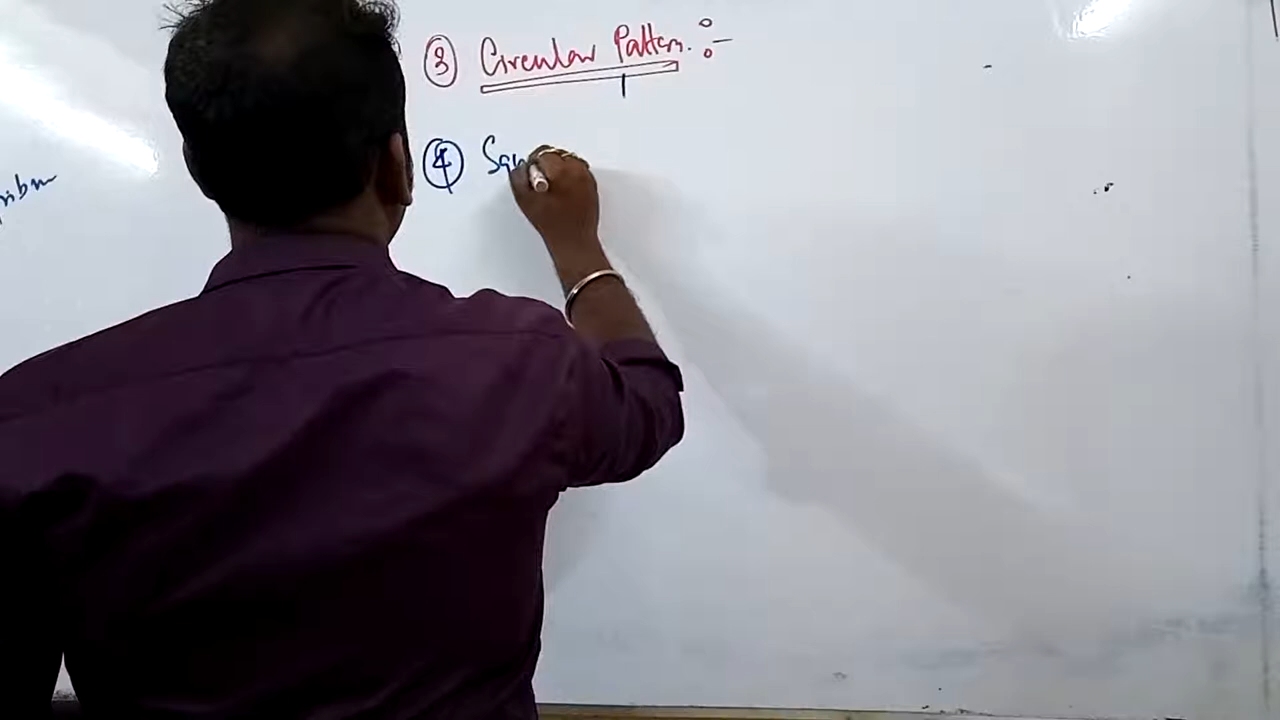 ③ Circular Pattern :-
④ Squ